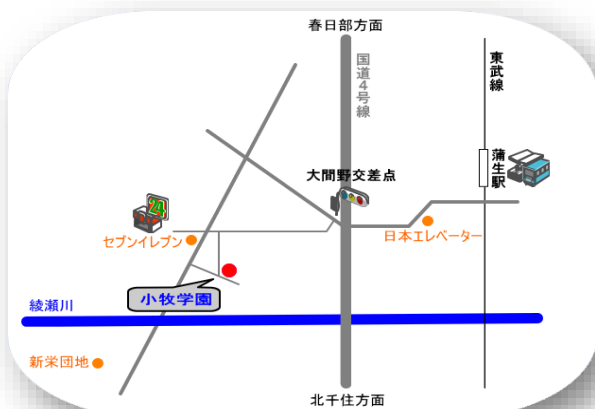 春日部方面
国道4号線
東武線
蒲生駅
大間野交差点
24
セブンイレブン
日本エレベーター
小牧学園
綾瀬川
新栄団地
北千住方面